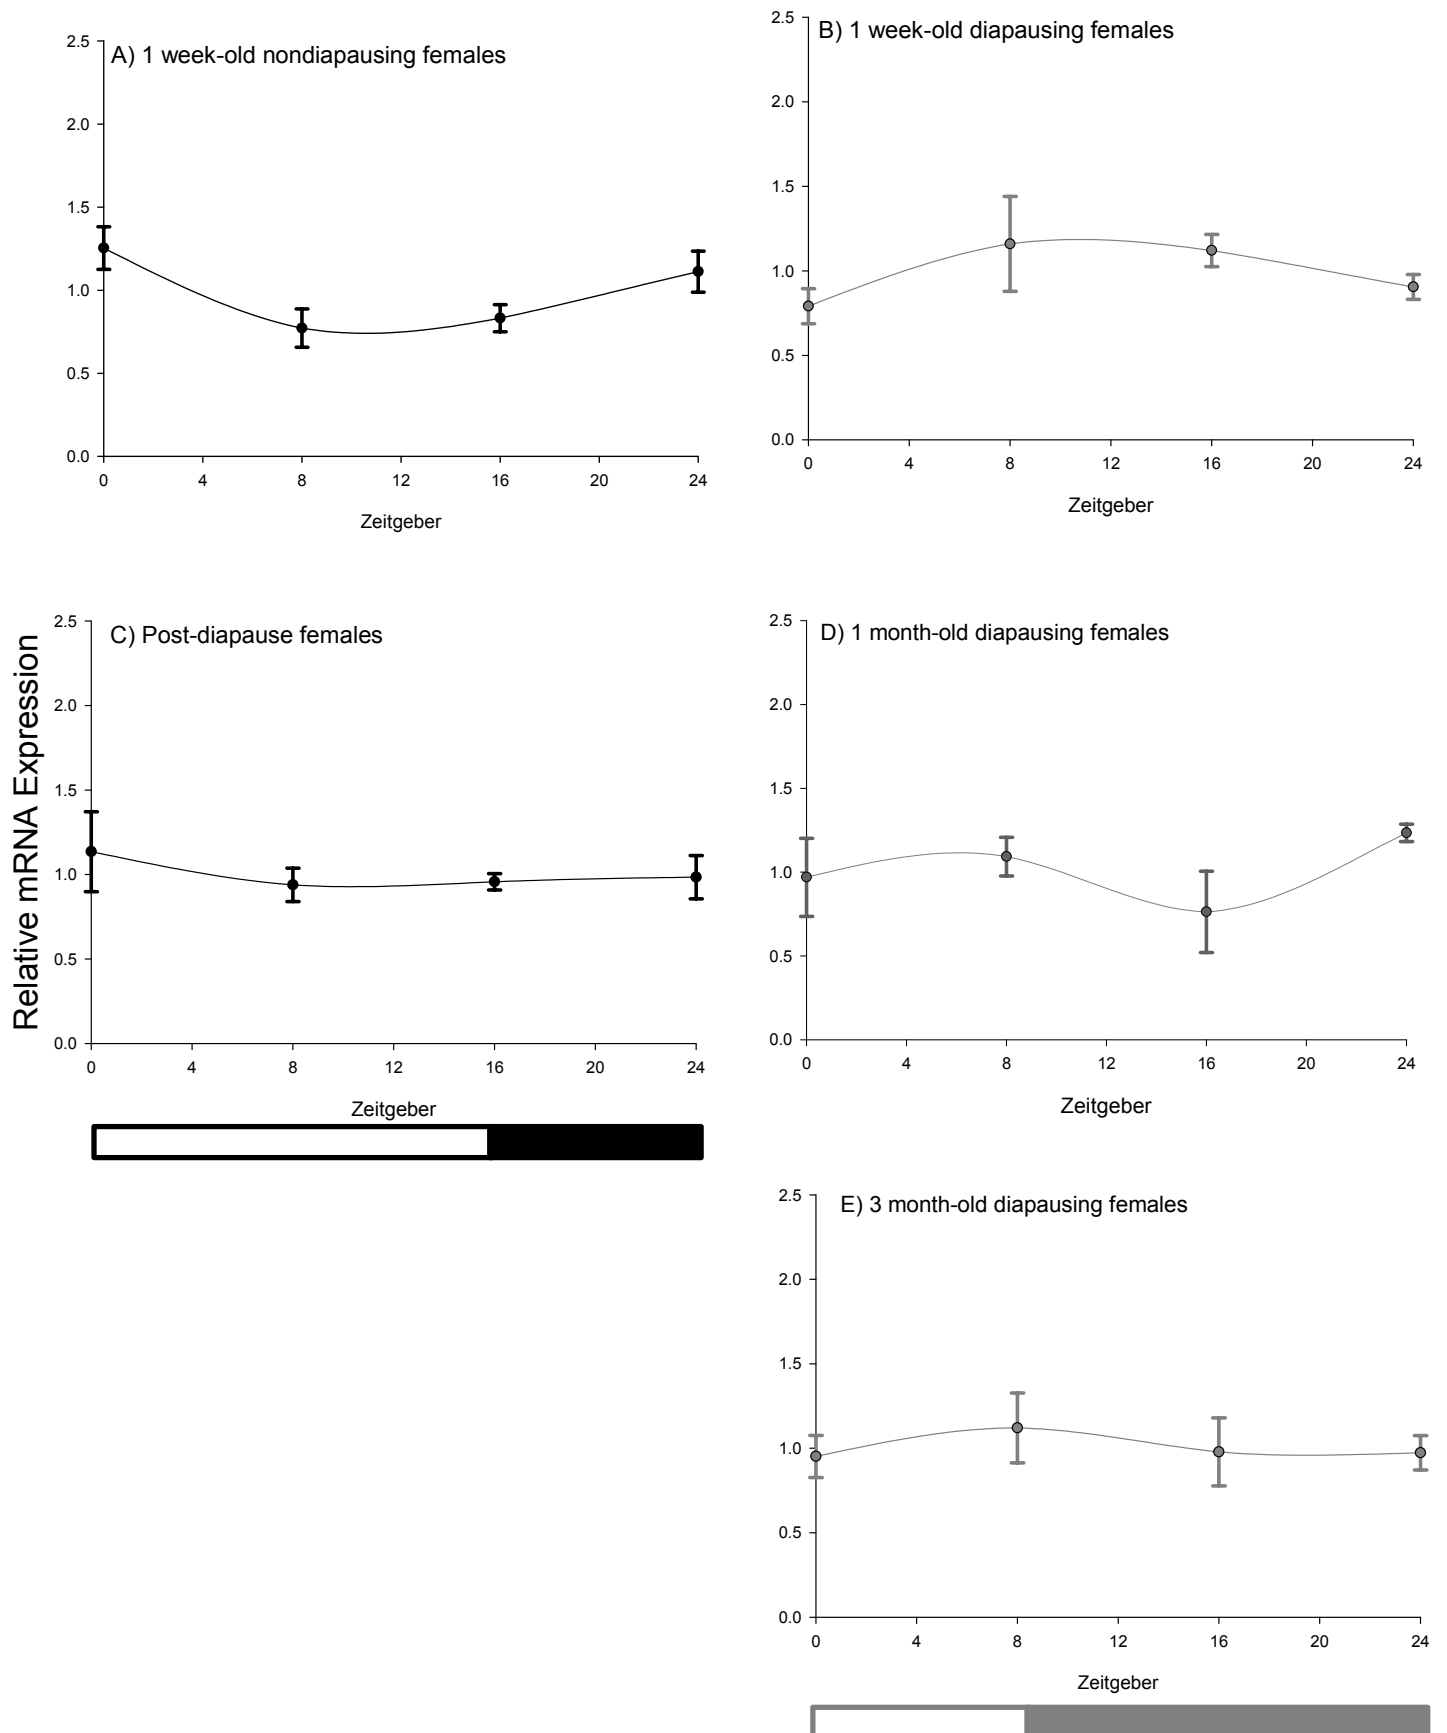 A) 1 week-old nondiapausing females
2.5
2.0
1.5
1.0
0.5
0.0
0 4 8 12 16 20 24
Zeitgeber
B) 1 week-old diapausing females
2.5
2.0
1.5
1.0
0.5
0.0
0 4 8 12 16 20 24
Zeitgeber
Relative mRNA Expression
C) Post-diapause females
2.5
2.0
1.5
1.0
0.5
0.0
0 4 8 12 16 20 24
Zeitgeber
D) 1 month-old diapausing females
2.5
2.0
1.5
1.0
0.5
0.0
0 4 8 12 16 20 24
Zeitgeber
E) 3 month-old diapausing females
2.5
2.0
1.5
1.0
0.5
0.0
0 4 8 12 16 20 24
Zeitgeber